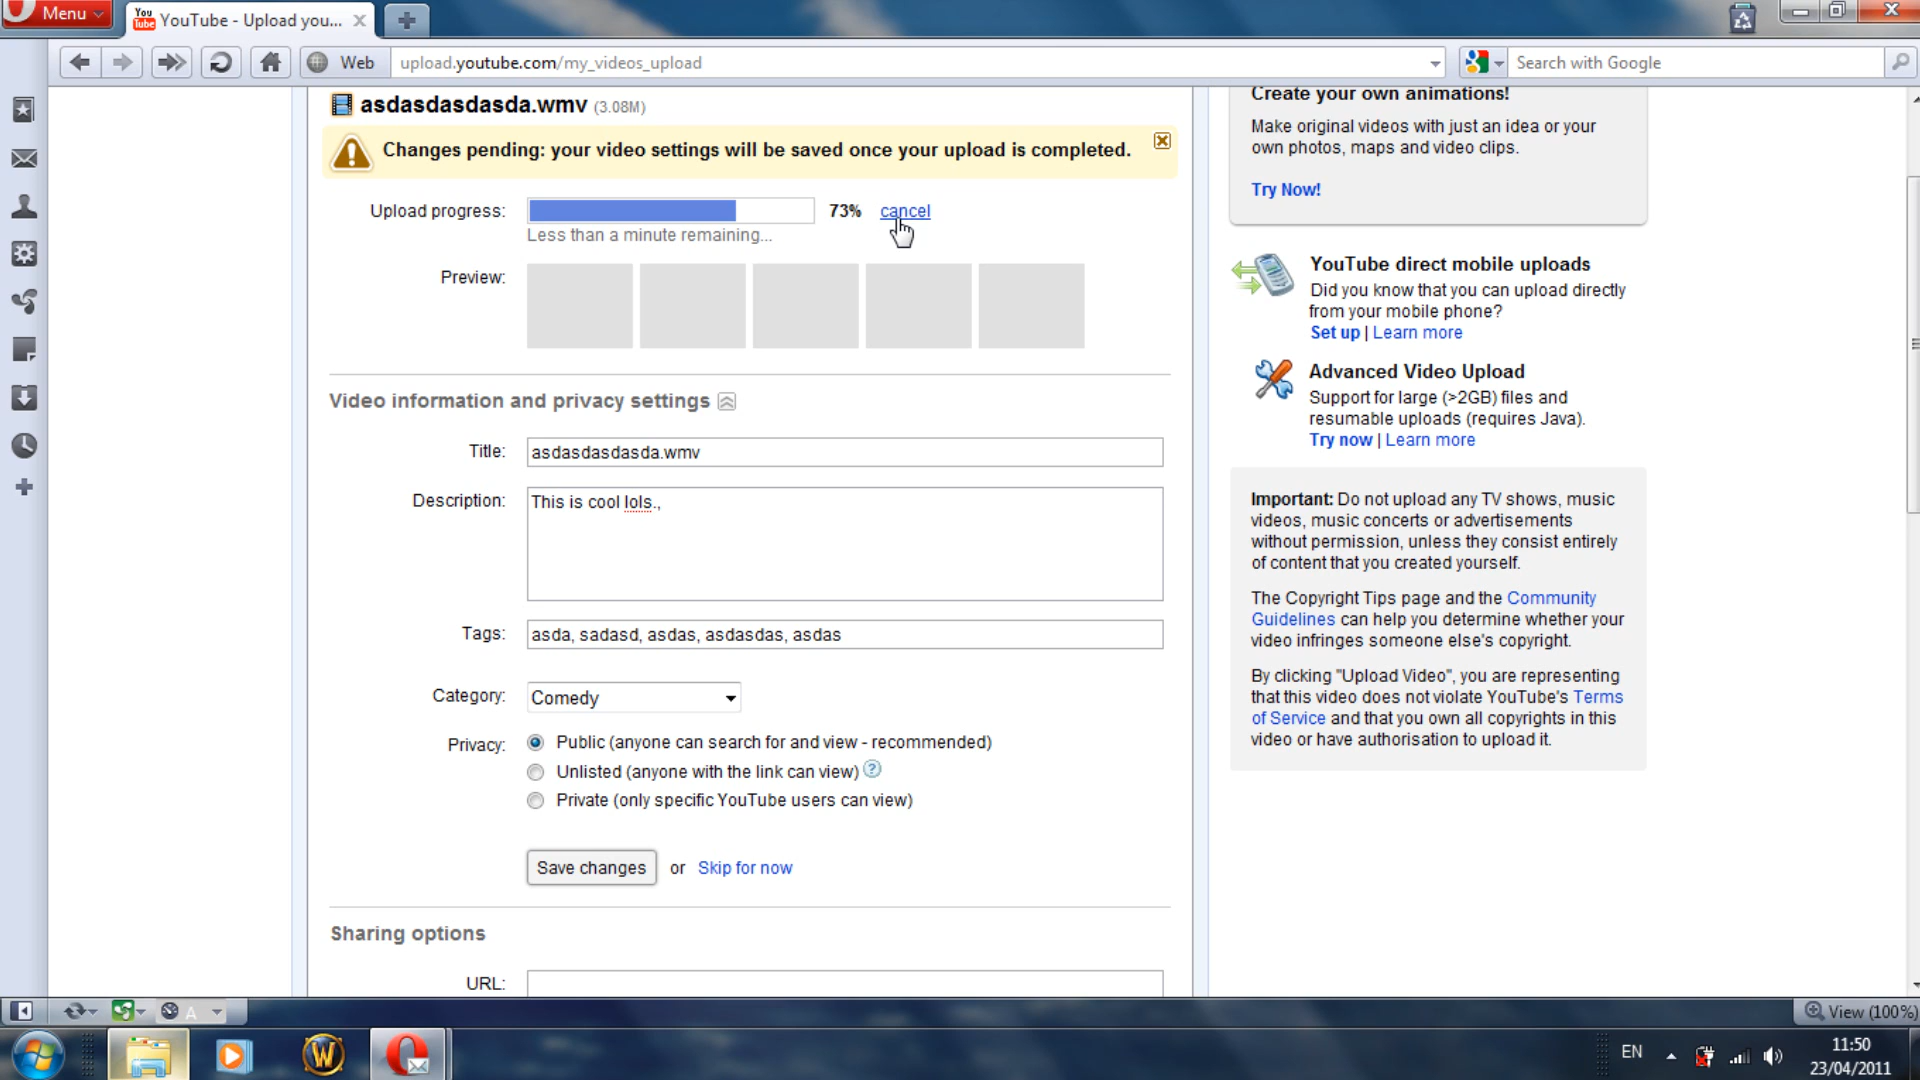 Menu
You Tube
YouTube - Upload you...
Web
upload.youtube.com/my_videos_upload
Search with Google
asdasdasdasda.wmv (3.08M)
Changes pending: your video settings will be saved once your upload is completed.
Upload progress:
73%
cancel
Less than a minute remaining...
Preview:
Video information and privacy settings
Title:
asdasdasdasda.wmv
Description:
This is cool lols.,
Tags:
asda, sadasd, asdas, asdasdas, asdas
Category:
Comedy
Privacy:
Public (anyone can search for and view - recommended)
Unlisted (anyone with the link can view)
?
Private (only specific YouTube users can view)
Save changes or Skip for now
Sharing options
URL:
Create your own animations!
Make original videos with just an idea or your
own photos, maps and video clips.
Try Now!
YouTube direct mobile uploads
Did you know that you can upload directly
from your mobile phone?
Set up | Learn more
Advanced Video Upload
Support for large (>2GB) files and
resumable uploads (requires Java).
Try now | Learn more
Important: Do not upload any TV shows, music
videos, music concerts or advertisements
without permission, unless they consist entirely
of content that you created yourself.
The Copyright Tips page and the Community
Guidelines can help you determine whether your
video infringes someone else's copyright.
By clicking "Upload Video", you are representing
that this video does not violate YouTube's Terms
of Service and that you own all copyrights in this
video or have authorisation to upload it.
A
View (100%)
W
EN
11:50
23/04/2011